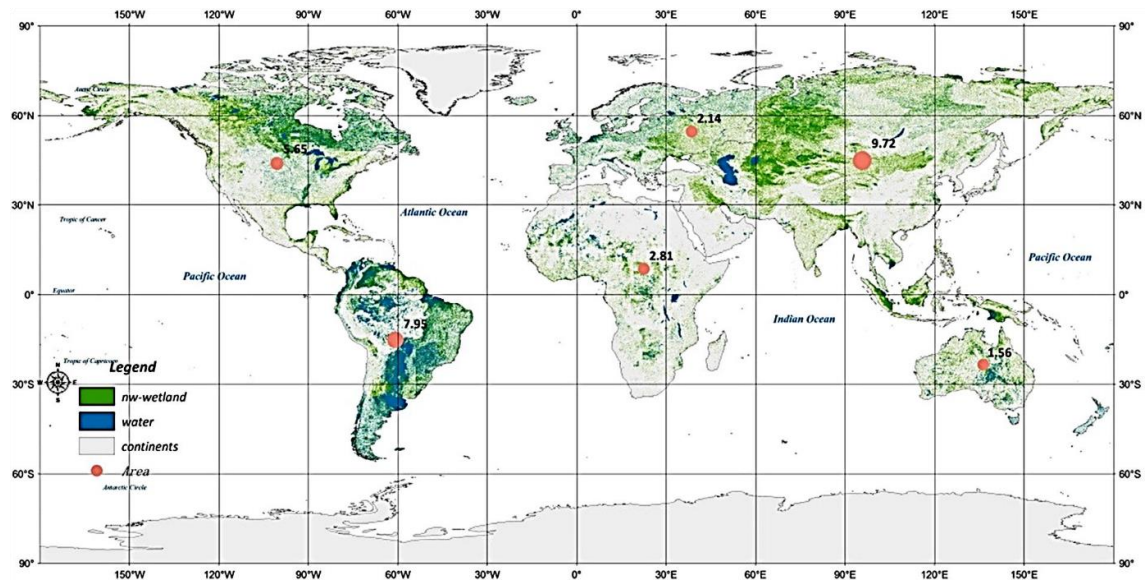 150°W 120°W 90°W 60°W 30°W 0° 30°E 60°E 90°E 120°E 150°E
90° 90°
Arctic Circle
60°N 60°N
2.14
5.65 9.72
30°N 30°N
Tropic of Cancer Atlantic Ocean
2.81
Pacific Ocean Pacific Ocean
Equator
0° 0°
Indian Ocean
7.95
1.56
Tropic of Capricorn
Legend
N
W E
S
30°S 30°S
nw-wetland
water
continents
60°S 60°S
Area
Antarctic Circle
90° 90°
150°W 120°W 90°W 60°W 30°W 0° 30°E 60°E 90°E 120°E 150°E